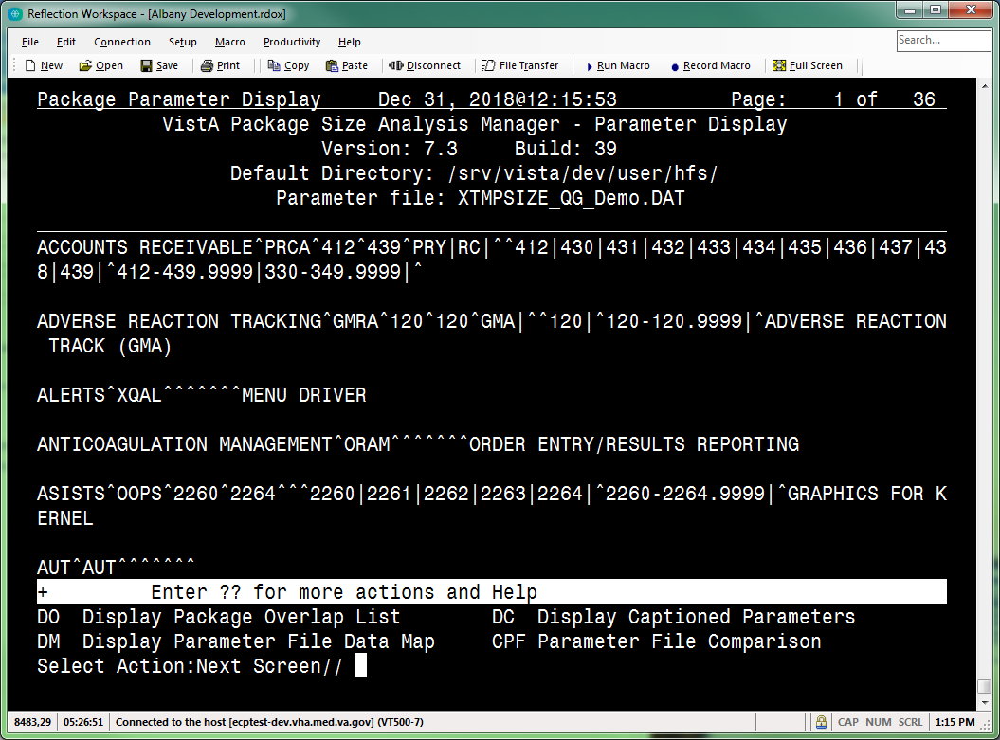 Reflection Workspace - [Albany Development.rdox]
File Edit Connection Setup Macro Productivity Help
Search...
New Open Save Print Copy Paste Disconnect File Transfer Run Macro Record Macro Full Screen
Package Parameter Display Dec 31, 2018@12:15:53 Page: 1 of 36
VistA Package Size Analysis Manager - Parameter Display
Version: 7.3 Build: 39
Default Directory: /srv/vista/dev/user/hfs/
Parameter file: XTMPSIZE_QG_Demo.DAT
ACCOUNTS RECEIVABLE^PRCA^412^439^PRY|RC|^^412|430|431|432|433|434|435|436|437|43
8|439|^412-439.9999|330-349.9999|^
ADVERSE REACTION TRACKING^GMRA^120^120^GMA|^^120|^120-120.9999|^ADVERSE REACTION
TRACK (GMA)
ALERTS^XQAL^^^^^^^MENU DRIVER
ANTICOAGULATION MANAGEMENT^ORAM^^^^^^^ORDER ENTRY/RESULTS REPORTING
ASISTS^OOPS^2260^2264^^^2260|2261|2262|2263|2264|^2260-2264.9999|^GRAPHICS FOR K
ERNEL
AUT^AUT^^^^^^^
+ Enter ?? for more actions and Help
DO Display Package Overlap List DC Display Captioned Parameters
DM Display Parameter File Data Map CPF Parameter File Comparison
Select Action:Next Screen//
8483,29 05:26:51 Connected to the host [ecptest-dev.vha.med.va.gov] (VT500-7) CAP NUM SCRL 1:15 PM